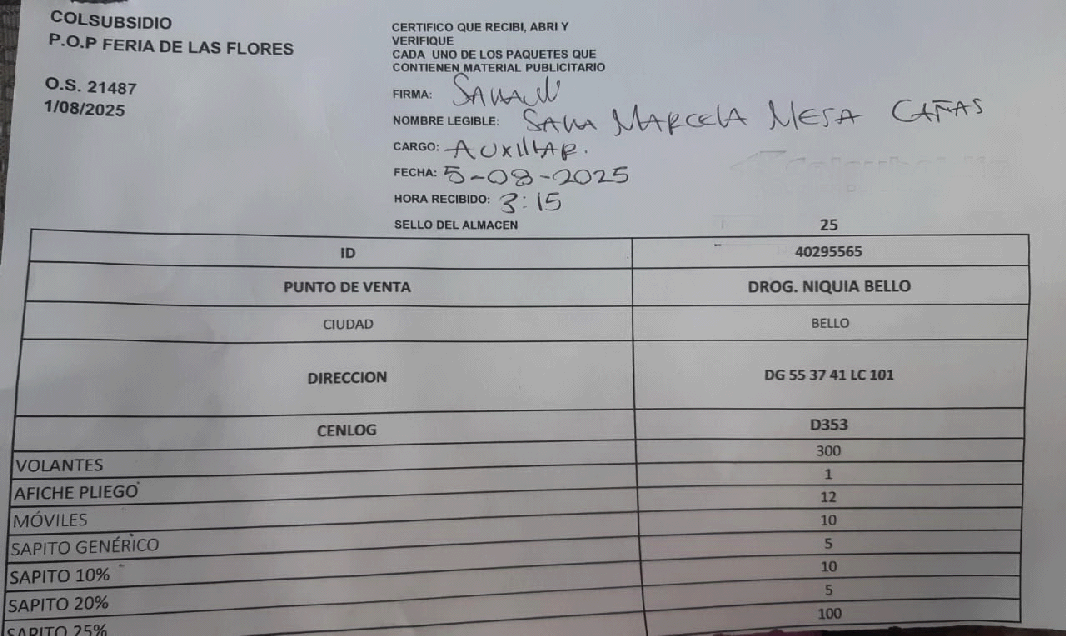 COLSUBSIDIO
P.O.P FERIA DE LAS FLORES
O.S. 21487
1/08/2025
CERTIFICO QUE RECIBI, ABRI Y
VERIFIQUE
CADA UNO DE LOS PAQUETES QUE
CONTIENEN MATERIAL PUBLICITARIO
FIRMA:
NOMBRE LEGIBLE: SARA MARCELA MESA CAÑAS
CARGO: AUXILIAR.
FECHA: 5-08-2025
HORA RECIBIDO: 3:15
SELLO DEL ALMACEN 25
ID 40295565
PUNTO DE VENTA DROG. NIQUIA BELLO
CIUDAD BELLO
DIRECCION DG 55 37 41 LC 101
CENLOG D353
VOLANTES 300
AFICHE PLIEGO 1
MÓVILES 12
SAPITO GENÉRICO 10
SAPITO 10% 5
SAPITO 20% 10
SAPITO 25% 5
100